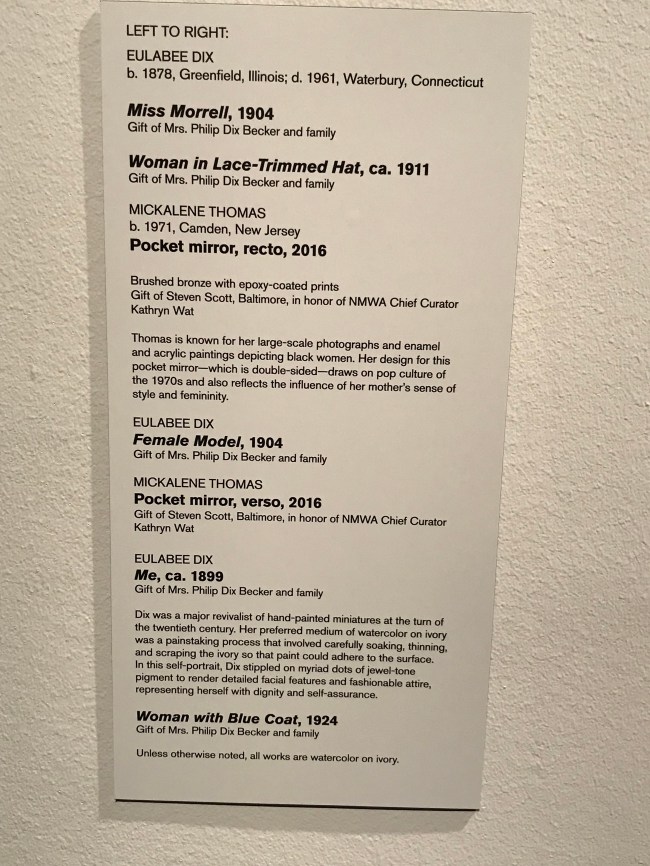 LEFT TO RIGHT:
EULABEE DIX
b. 1878, Greenfield, Illinois; d. 1961, Waterbury, Connecticut
Miss Morrell, 1904
Gift of Mrs. Philip Dix Becker and family
Woman in Lace-Trimmed Hat, ca. 1911
Gift of Mrs. Philip Dix Becker and family
MICKALENE THOMAS
b. 1971, Camden, New Jersey
Pocket mirror, recto, 2016
Brushed bronze with epoxy-coated prints
Gift of Steven Scott, Baltimore, in honor of NMWA Chief Curator
Kathryn Wat
Thomas is known for her large-scale photographs and enamel
and acrylic paintings depicting black women. Her design for this
pocket mirror—which is double-sided—draws on pop culture of
the 1970s and also reflects the influence of her mother's sense of
style and femininity.
EULABEE DIX
Female Model, 1904
Gift of Mrs. Philip Dix Becker and family
MICKALENE THOMAS
Pocket mirror, verso, 2016
Gift of Steven Scott, Baltimore, in honor of NMWA Chief Curator
Kathryn Wat
EULABEE DIX
Me, ca. 1899
Gift of Mrs. Philip Dix Becker and family
Dix was a major revivalist of hand-painted miniatures at the turn of
the twentieth century. Her preferred medium of watercolor on ivory
was a painstaking process that involved carefully soaking, thinning,
and scraping the ivory so that paint could adhere to the surface.
In this self-portrait, Dix stippled on myriad dots of jewel-tone
pigment to render detailed facial features and fashionable attire,
representing herself with dignity and self-assurance.
Woman with Blue Coat, 1924
Gift of Mrs. Philip Dix Becker and family
Unless otherwise noted, all works are watercolor on ivory.